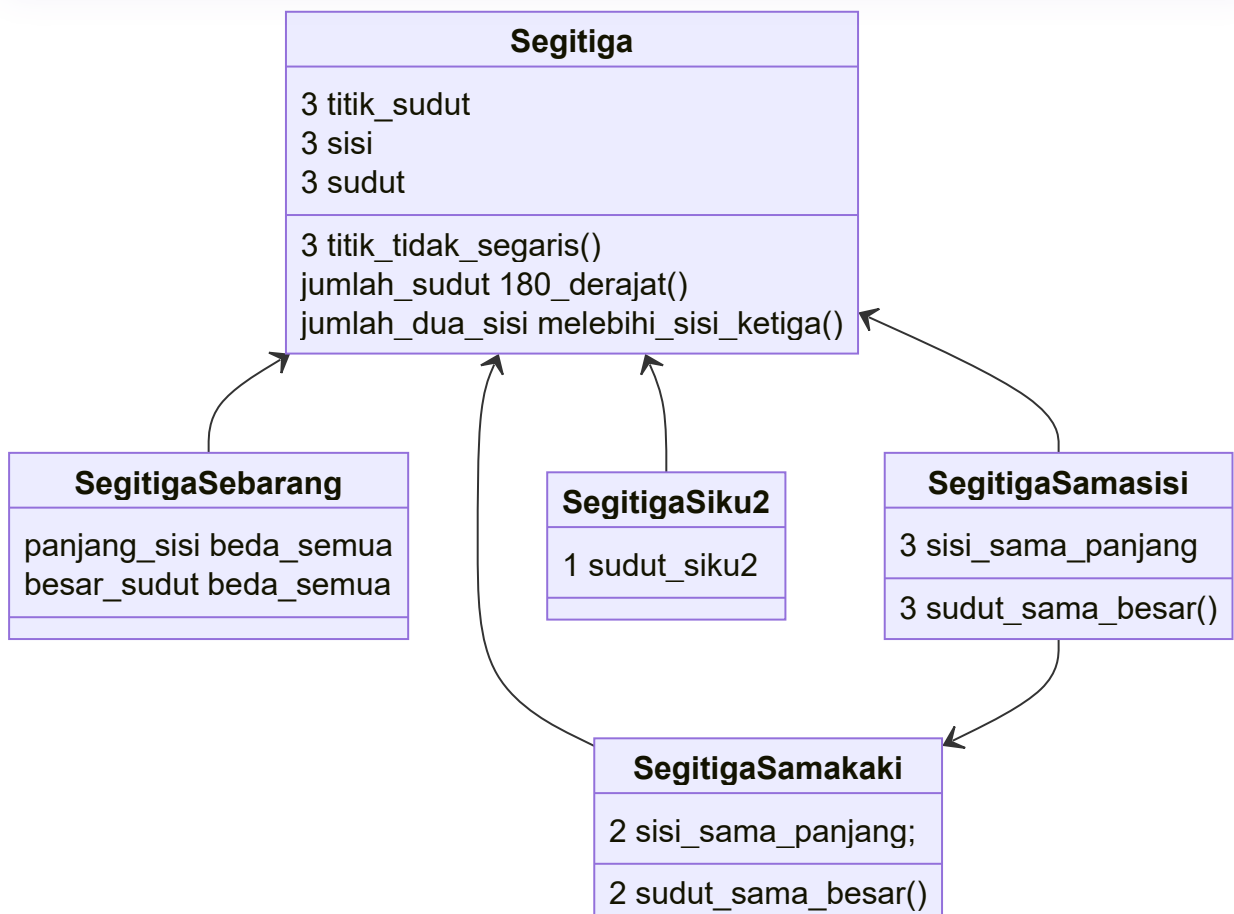 Segitiga
3 titik_sudut
3 sisi
3 sudut
3 titik_tidak_segaris()
jumlah_sudut 180_derajat()
jumlah_dua_sisi melebihi_sisi_ketiga()
SegitigaSebarang
panjang_sisi beda_semua
besar_sudut beda_semua
SegitigaSiku2
1 sudut_siku2
SegitigaSamasisi
3 sisi_sama_panjang
3 sudut_sama_besar()
SegitigaSamakaki
2 sisi_sama_panjang;
2 sudut_sama_besar()